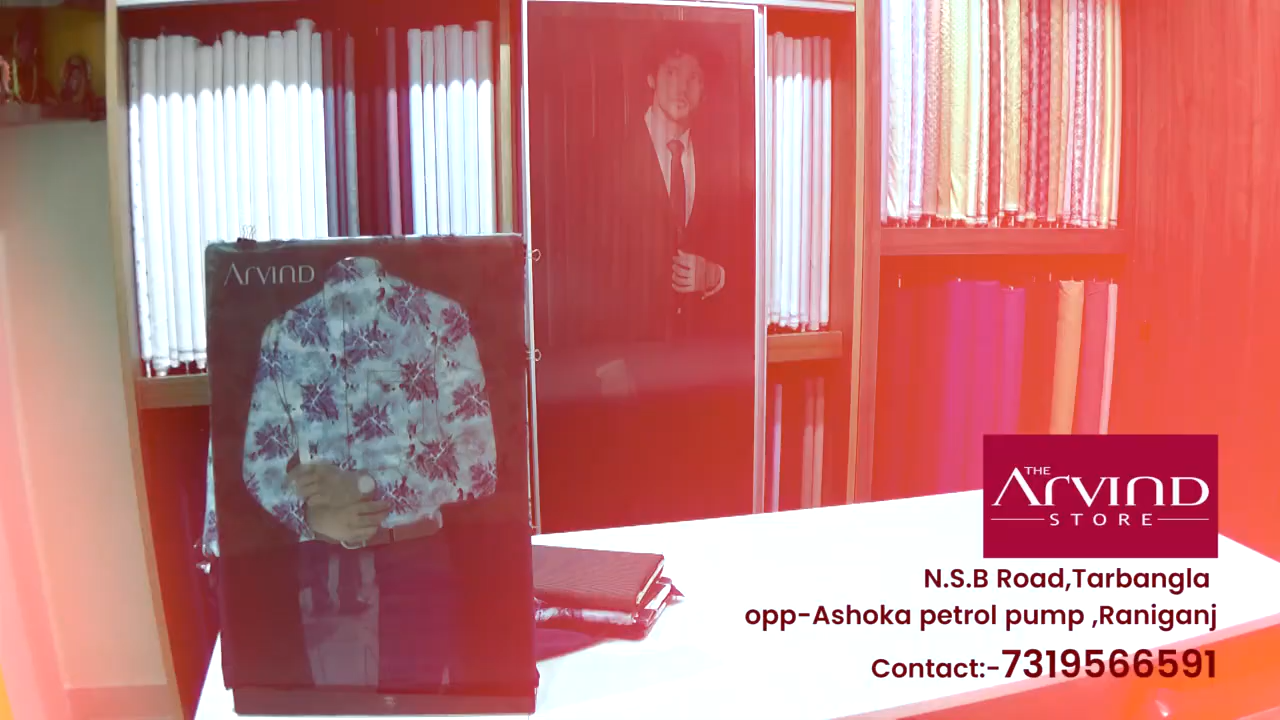 Arvind
THE
Arvind
STORE
N.S.B Road,Tarbangla
opp-Ashoka petrol pump ,Raniganj
Contact:-7319566591